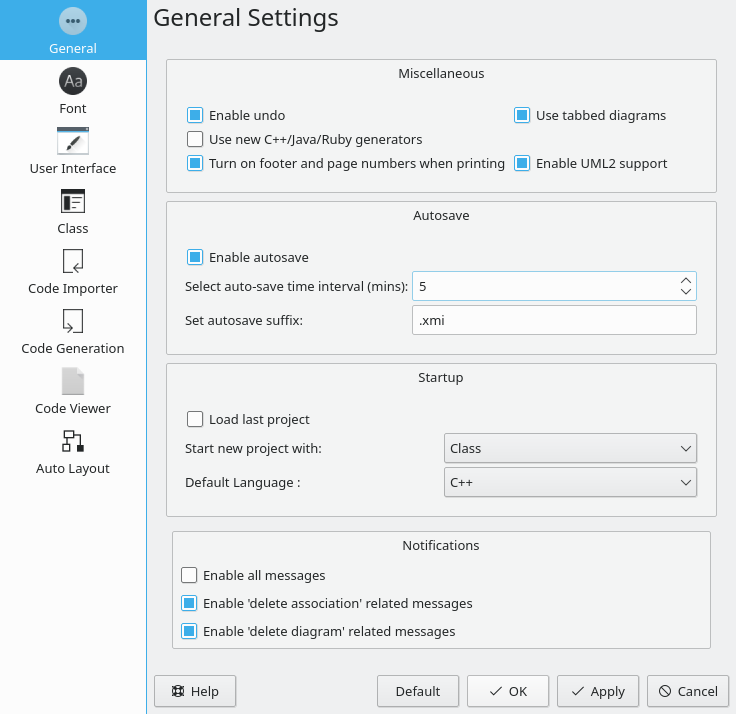 General Settings
General
Aa
Font
User Interface
Class
Code Importer
Code Generation
Code Viewer
Auto Layout
Miscellaneous
Enable undo
Use tabbed diagrams
Use new C++/Java/Ruby generators
Turn on footer and page numbers when printing
Enable UML2 support
Autosave
Enable autosave
Select auto-save time interval (mins): 5
Set autosave suffix: .xmi
Startup
Load last project
Start new project with: Class
Default Language : C++
Notifications
Enable all messages
Enable 'delete association' related messages
Enable 'delete diagram' related messages
Help
Default
OK
Apply
Cancel